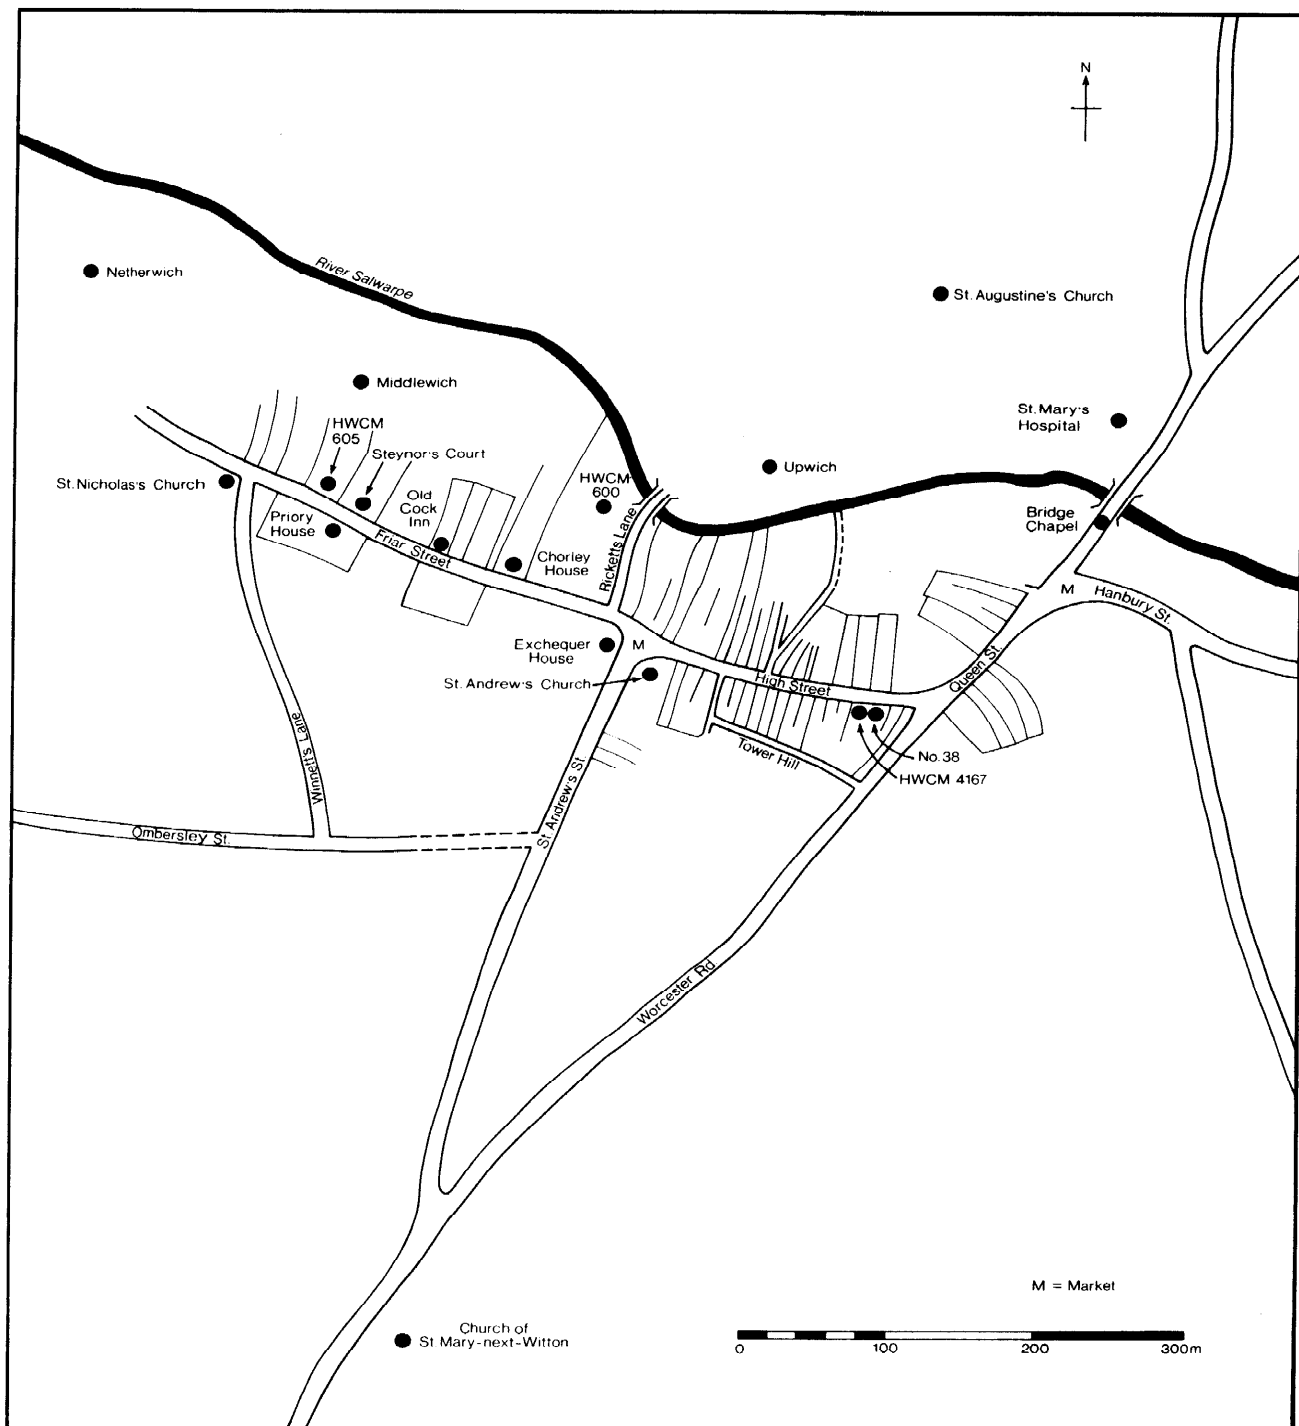 N
River Salwarpe
Netherwich
St. Augustine's Church
Middlewich
St. Mary's
Hospital
HWCM
605
Steynor's Court
St. Nicholas's Church
Old
Cock
Inn
HWCM
600
Upwich
Priory
House
Friar Street
Bridge
Chapel
Chorley
House
Ricketts Lane
M
Hanbury St.
Exchequer
House
M
St. Andrew's Church
High Street
Queen St.
Tower Hill
No. 38
HWCM 4167
Winnett's Lane
St. Andrew's St.
Ombersley St.
Worcester Rd.
M = Market
Church of
St. Mary-next-Witton
0 100 200 300m